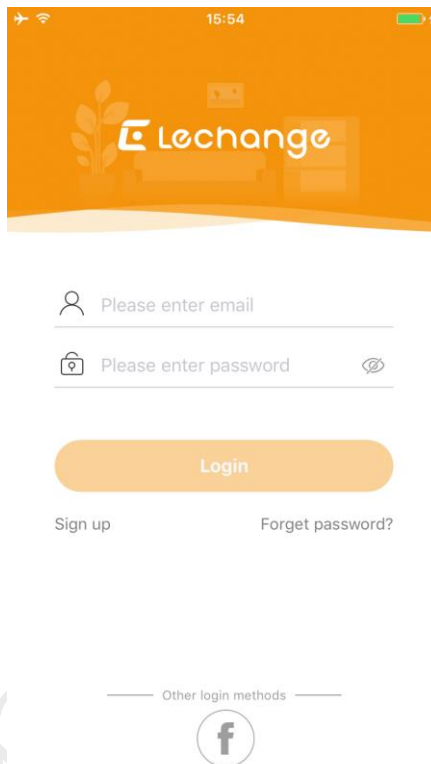 15:54
Lechange
Please enter email
Please enter password
Login
Sign up
Forget password?
Other login methods
f